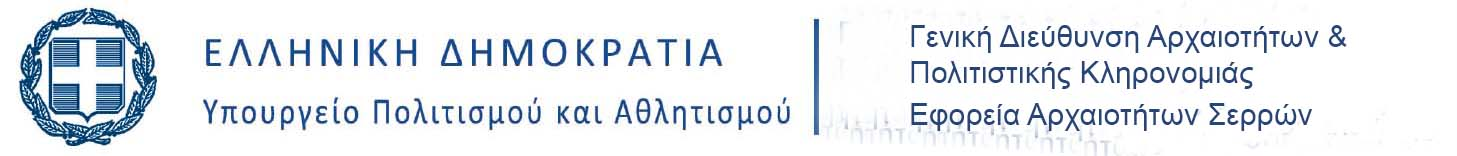 ΕΛΛΗΝΙΚΗ ΔΗΜΟΚΡΑΤΙΑ
Υπουργείο Πολιτισμού και Αθλητισμού
Γενική Διεύθυνση Αρχαιοτήτων &
Πολιτιστικής Κληρονομιάς
Εφορεία Αρχαιοτήτων Σερρών